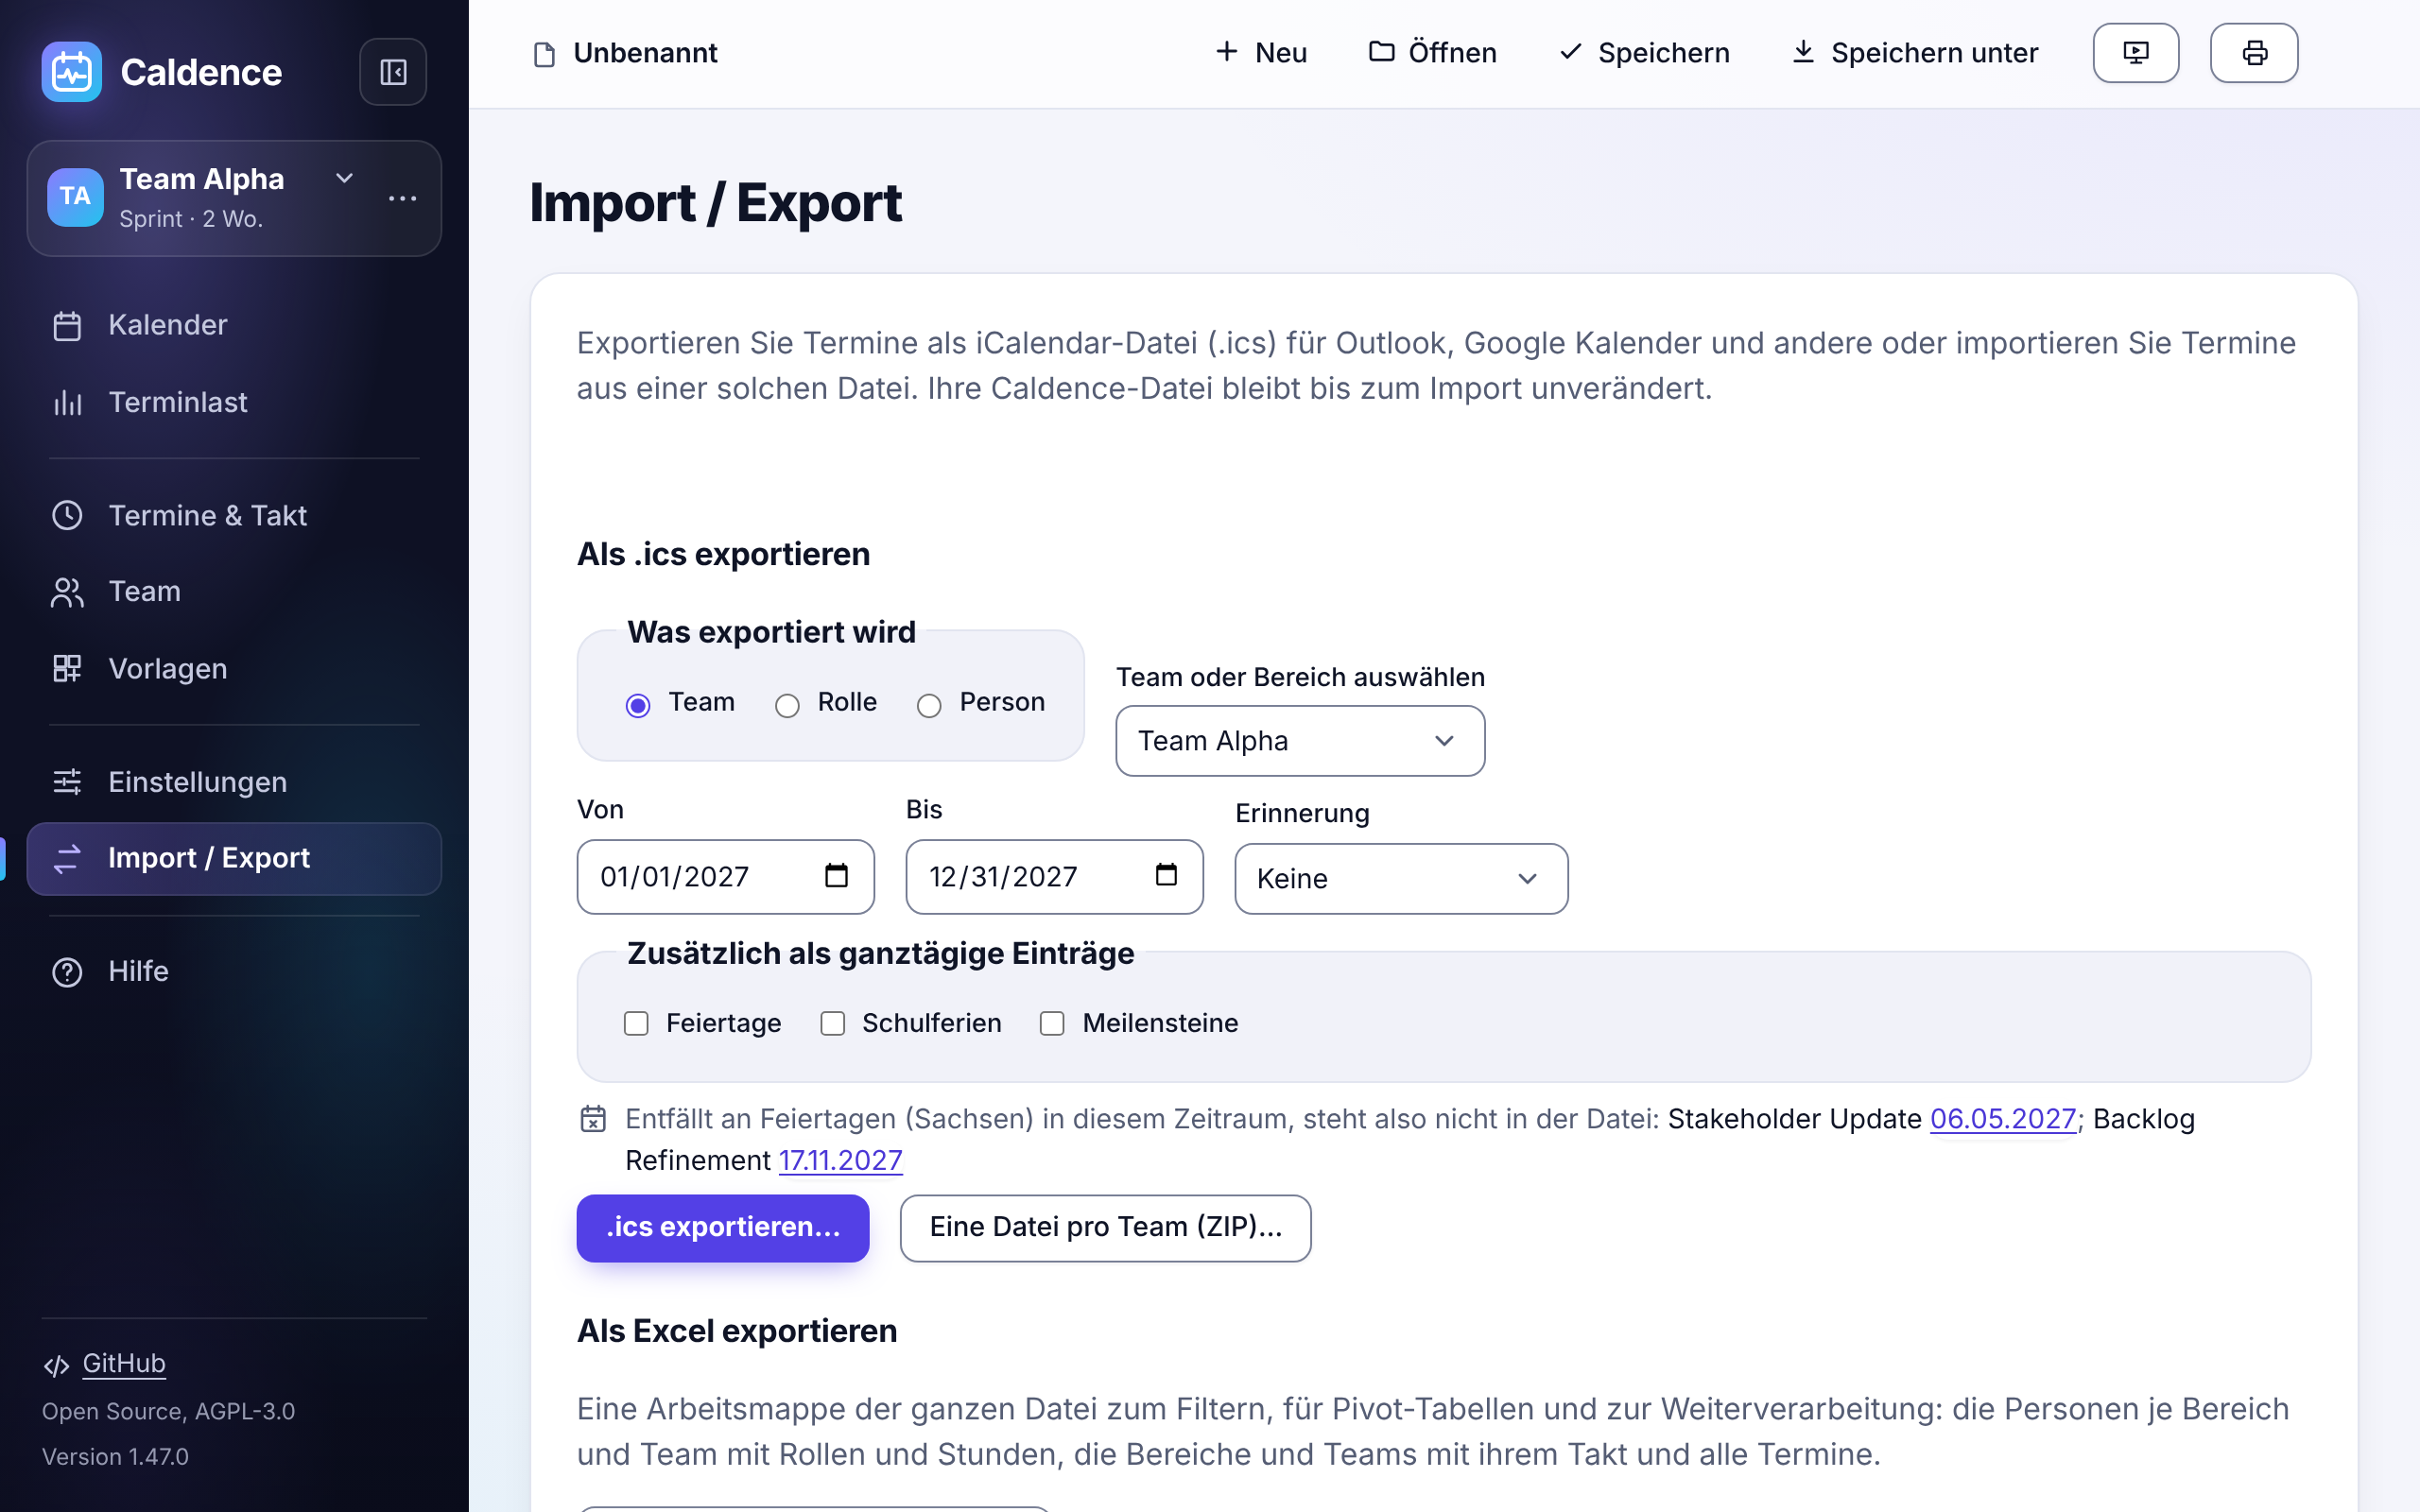 Caldence
TA
Team Alpha
Sprint · 2 Wo.
Kalender
Terminlast
Termine & Takt
Team
Vorlagen
Einstellungen
Import / Export
Hilfe
GitHub
Open Source, AGPL-3.0
Version 1.47.0
Unbenannt
Neu
Öffnen
Speichern
Speichern unter
Import / Export
Exportieren Sie Termine als iCalendar-Datei (.ics) für Outlook, Google Kalender und andere oder importieren Sie Termine
aus einer solchen Datei. Ihre Caldence-Datei bleibt bis zum Import unverändert.
Als .ics exportieren
Was exportiert wird
Team
Rolle
Person
Team oder Bereich auswählen
Team Alpha
Von
Bis
Erinnerung
01/01/2027
12/31/2027
Keine
Zusätzlich als ganztägige Einträge
Feiertage
Schulferien
Meilensteine
Entfällt an Feiertagen (Sachsen) in diesem Zeitraum, steht also nicht in der Datei: Stakeholder Update 06.05.2027; Backlog
Refinement 17.11.2027
.ics exportieren...
Eine Datei pro Team (ZIP)...
Als Excel exportieren
Eine Arbeitsmappe der ganzen Datei zum Filtern, für Pivot-Tabellen und zur Weiterverarbeitung: die Personen je Bereich
und Team mit Rollen und Stunden, die Bereiche und Teams mit ihrem Takt und alle Termine.